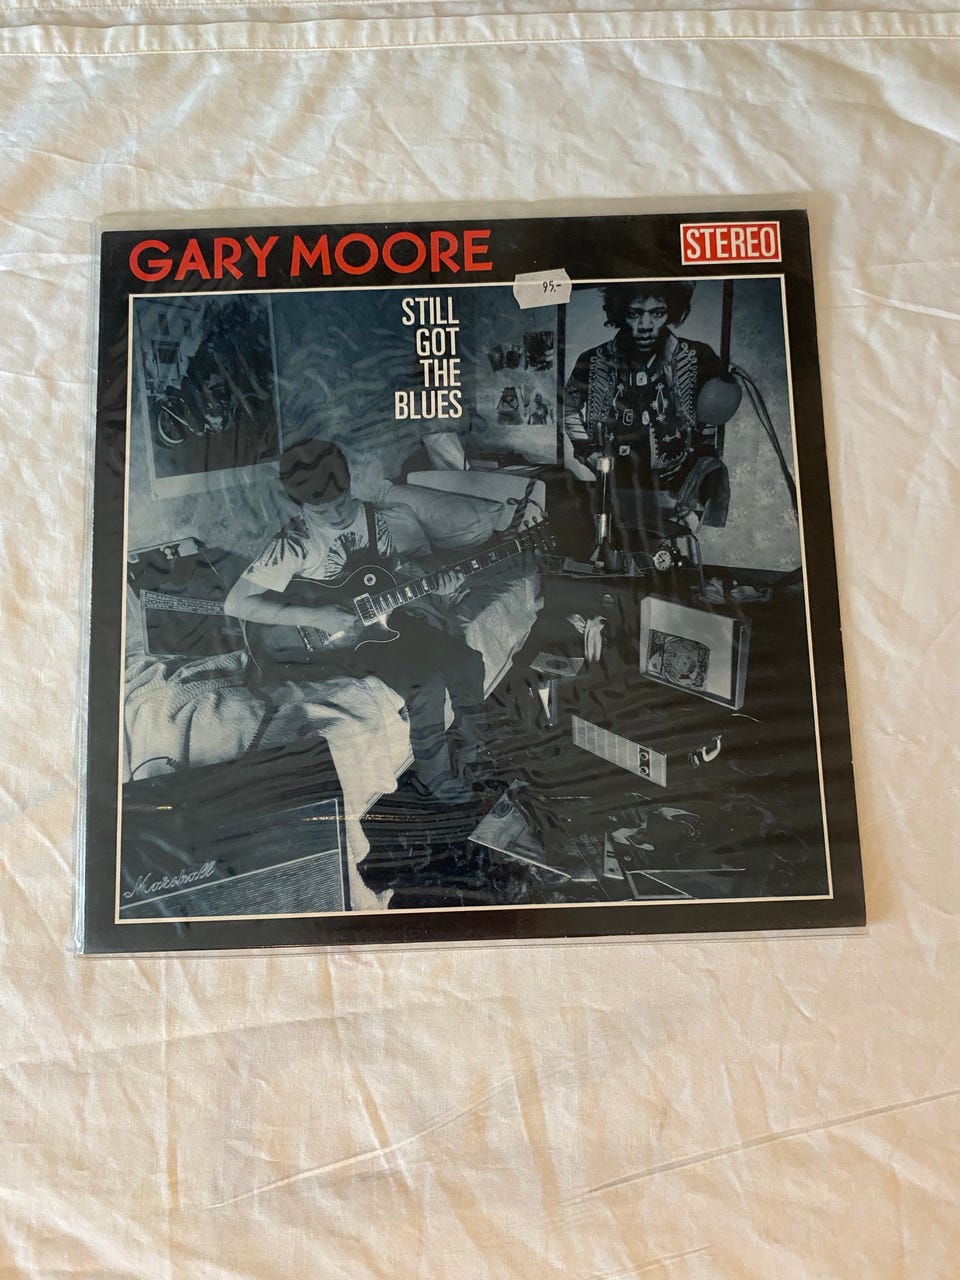 GARY MOORE
STEREO
95.-
STILL
GOT
THE
BLUES
Marshall